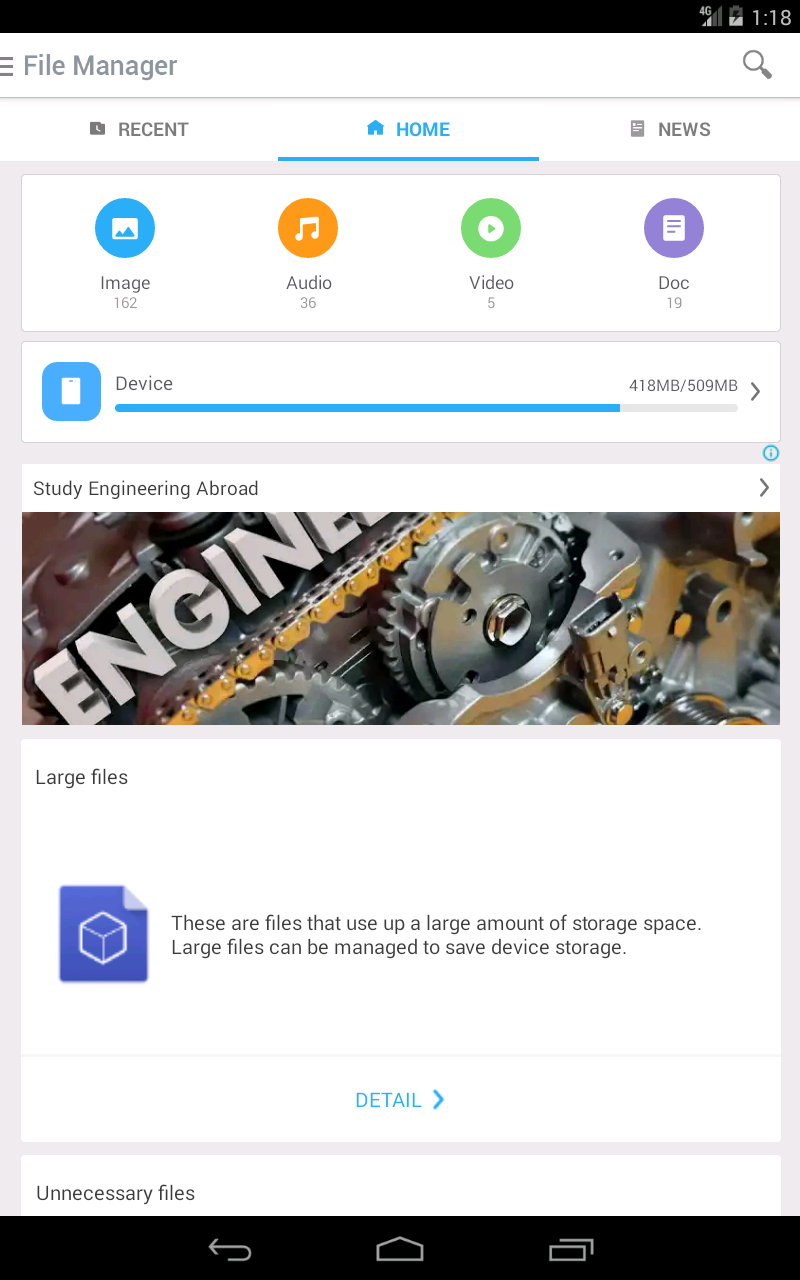 4G 1:18
File Manager
RECENT HOME NEWS
Image Audio Video Doc
162 36 5 19
Device 418MB/509MB
Study Engineering Abroad
Large files
These are files that use up a large amount of storage space.
Large files can be managed to save device storage.
DETAIL
Unnecessary files